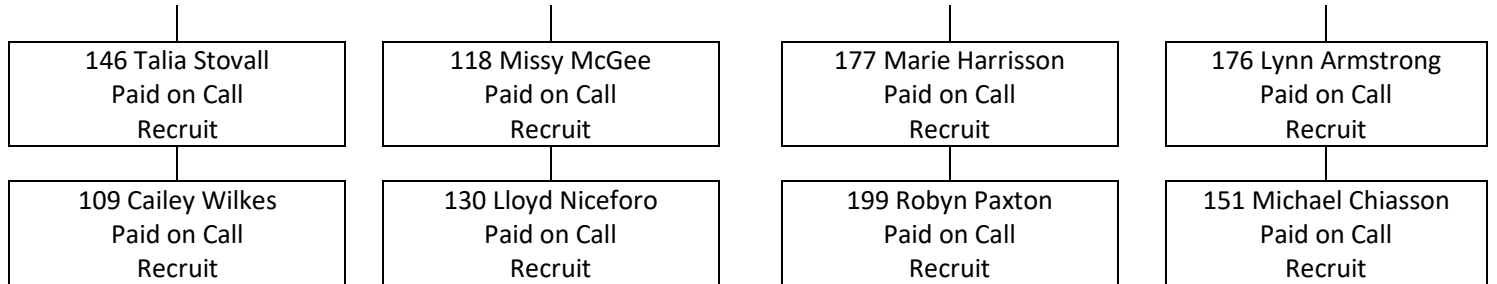 146 Talia Stovall
Paid on Call
Recruit
118 Missy McGee
Paid on Call
Recruit
177 Marie Harrisson
Paid on Call
Recruit
176 Lynn Armstrong
Paid on Call
Recruit
109 Cailey Wilkes
Paid on Call
Recruit
130 Lloyd Niceforo
Paid on Call
Recruit
199 Robyn Paxton
Paid on Call
Recruit
151 Michael Chiasson
Paid on Call
Recruit